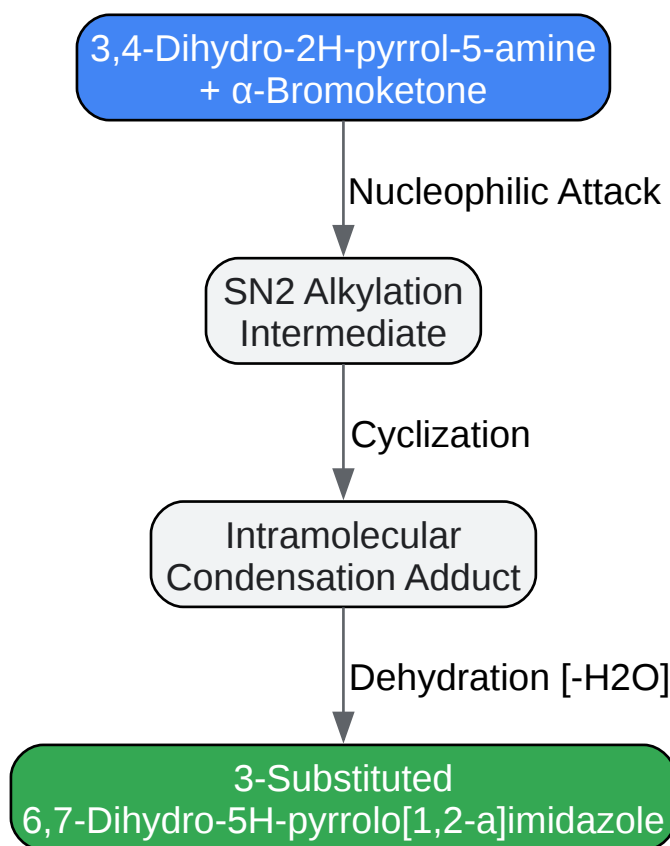 3,4-Dihydro-2H-pyrrol-5-amine
+ α-Bromoketone
Nucleophilic Attack
SN2 Alkylation
Intermediate
Cyclization
Intramolecular
Condensation Adduct
Dehydration [-H2O]
3-Substituted
6,7-Dihydro-5H-pyrrolo[1,2-a]imidazole